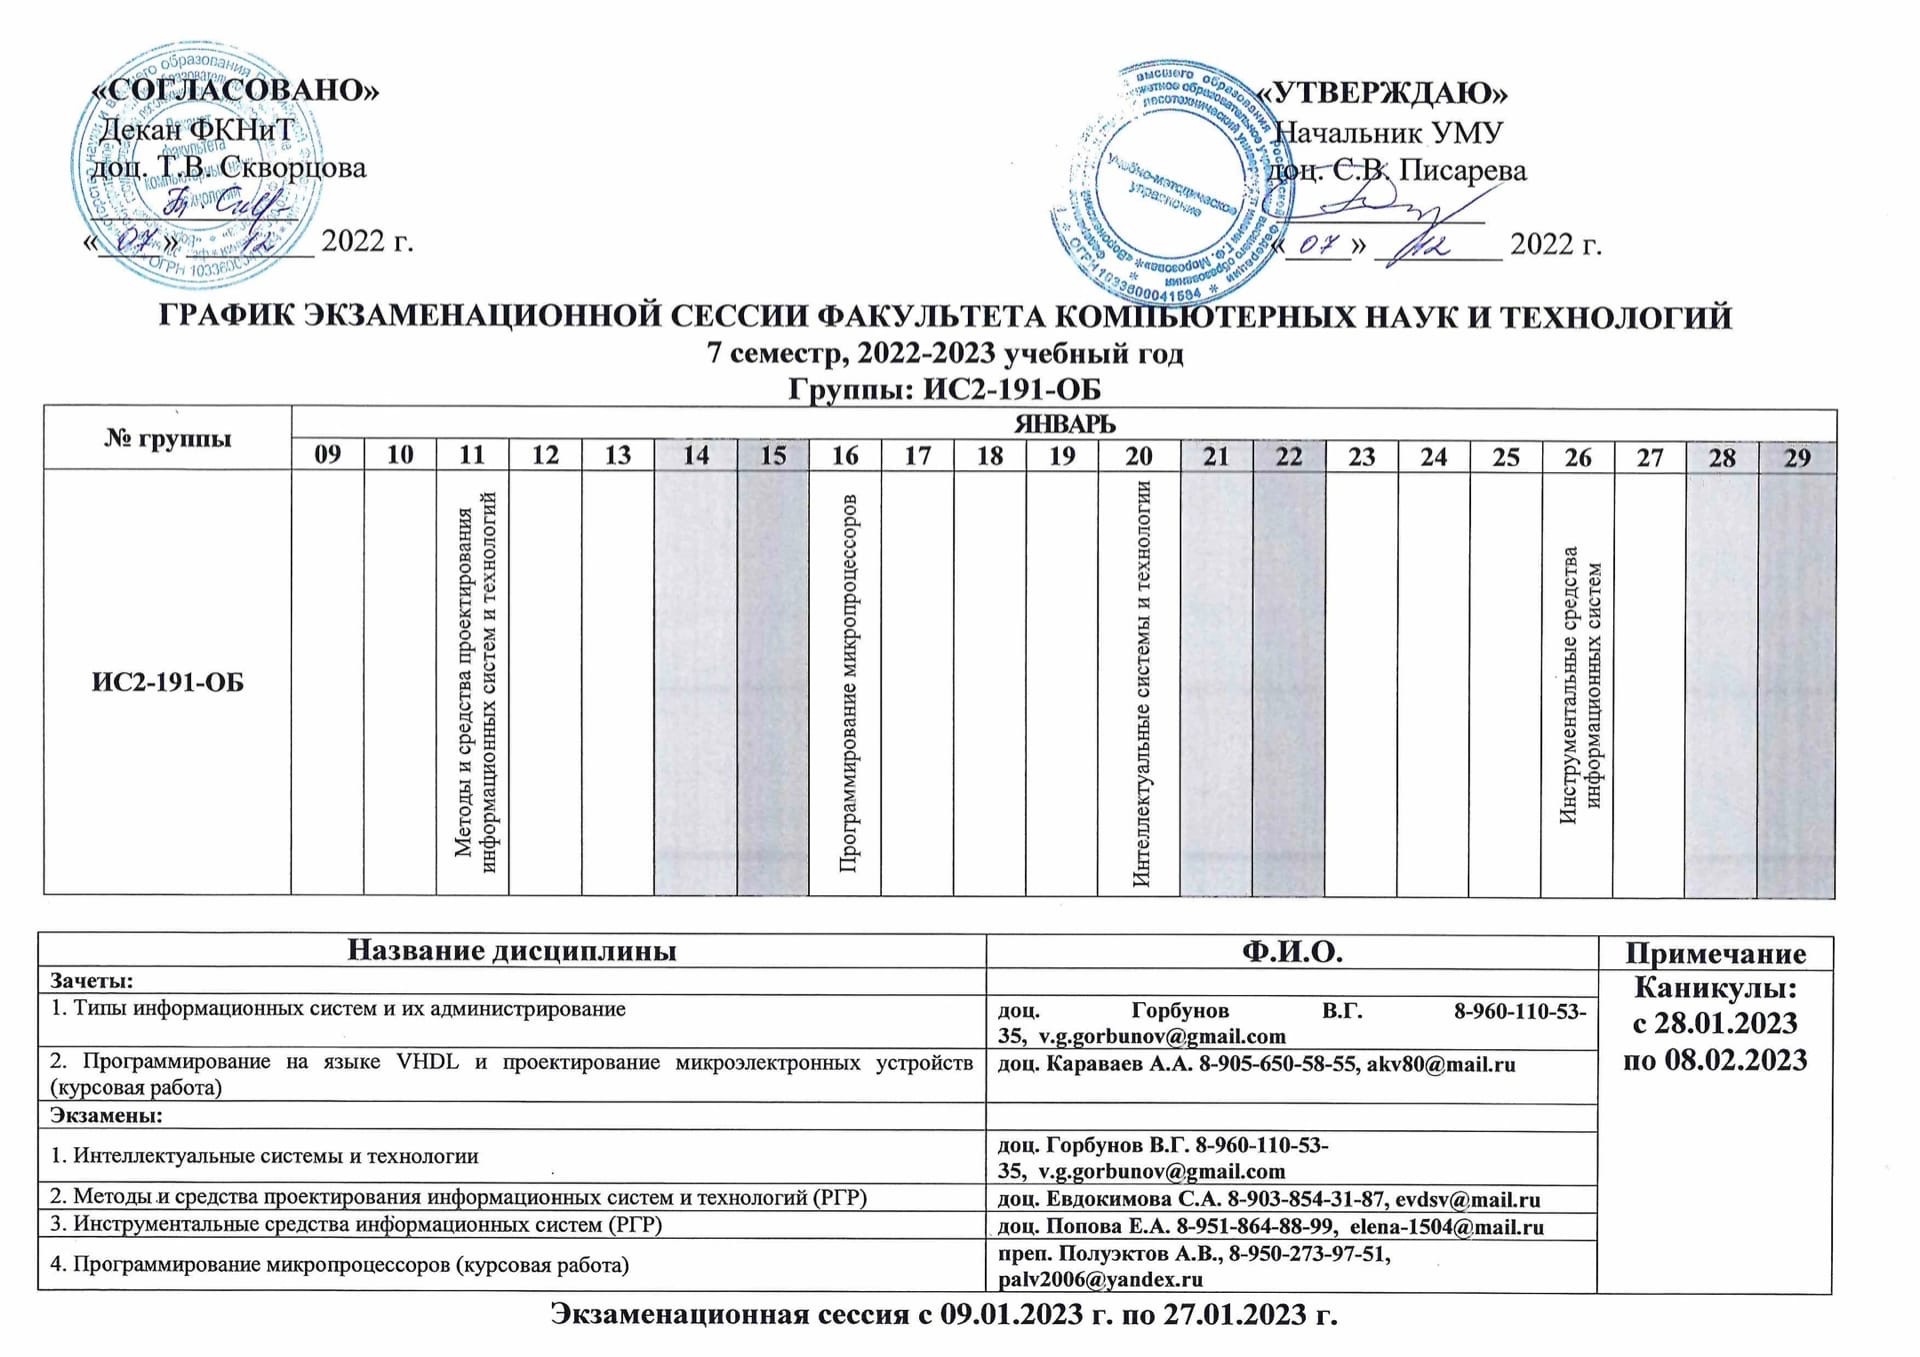 «СОГЛАСОВАНО»
Декан ФКНиТ
доц. Т.В. Скворцова
«07» 12 2022 г.
«УТВЕРЖДАЮ»
Начальник УМУ
доц. С.В. Писарева
«07» 12 2022 г.
учебно-методическое
управление
ГРАФИК ЭКЗАМЕНАЦИОННОЙ СЕССИИ ФАКУЛЬТЕТА КОМПЬЮТЕРНЫХ НАУК И ТЕХНОЛОГИЙ
7 семестр, 2022-2023 учебный год
Группы: ИС2-191-ОБ
№ группы
ЯНВАРЬ
09 10 11 12 13 14 15 16 17 18 19 20 21 22 23 24 25 26 27 28 29
ИС2-191-ОБ
Методы и средства проектирования
информационных систем и технологий
Программирование микропроцессоров
Интеллектуальные системы и технологии
Инструментальные средства
информационных систем
Название дисциплины Ф.И.О. Примечание
Зачеты:
1. Типы информационных систем и их администрирование
доц. Горбунов В.Г. 8-960-110-53-
35, v.g.gorbunov@gmail.com
2. Программирование на языке VHDL и проектирование микроэлектронных устройств
(курсовая работа)
доц. Караваев А.А. 8-905-650-58-55, akv80@mail.ru
Экзамены:
1. Интеллектуальные системы и технологии
доц. Горбунов В.Г. 8-960-110-53-
35, v.g.gorbunov@gmail.com
2. Методы и средства проектирования информационных систем и технологий (РГР)
доц. Евдокимова С.А. 8-903-854-31-87, evdsv@mail.ru
3. Инструментальные средства информационных систем (РГР)
доц. Попова Е.А. 8-951-864-88-99, elena-1504@mail.ru
4. Программирование микропроцессоров (курсовая работа)
преп. Полуэктов А.В., 8-950-273-97-51,
palv2006@yandex.ru
Каникулы:
с 28.01.2023
по 08.02.2023
Экзаменационная сессия с 09.01.2023 г. по 27.01.2023 г.